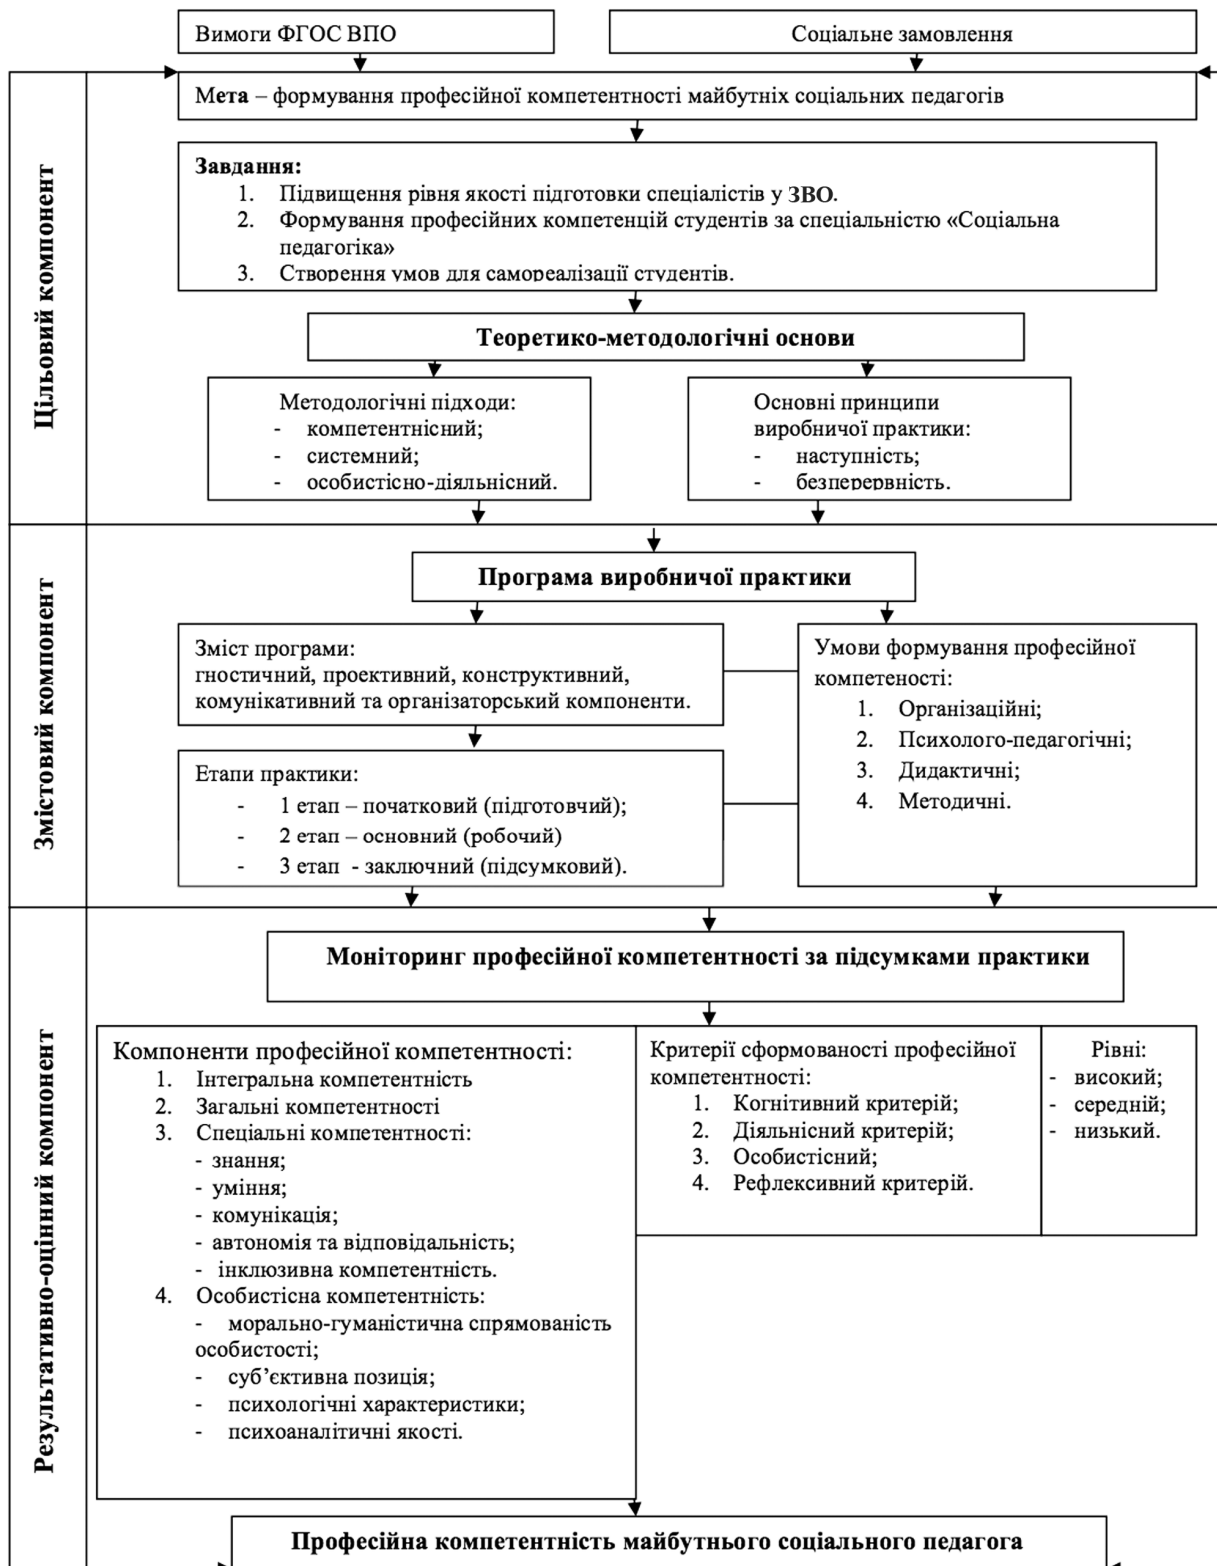 Вимоги ФГОС ВПО
Соціальне замовлення
Мета – формування професійної компетентності майбутніх соціальних педагогів
Завдання:
1. Підвищення рівня якості підготовки спеціалістів у ЗВО.
2. Формування професійних компетенцій студентів за спеціальністю «Соціальна
педагогіка»
3. Створення умов для самореалізації студентів.
Теоретико-методологічні основи
Методологічні підходи:
- компетентнісний;
- системний;
- особистісно-діяльнісний.
Основні принципи
виробничої практики:
- наступність;
- безперервність.
Цільовий компонент
Програма виробничої практики
Зміст програми:
гностичний, проективний, конструктивний,
комунікативний та організаторський компоненти.
Етапи практики:
- 1 етап – початковий (підготовчий);
- 2 етап – основний (робочий)
- 3 етап - заключний (підсумковий).
Умови формування професійної
компетеності:
1. Організаційні;
2. Психолого-педагогічні;
3. Дидактичні;
4. Методичні.
Змістовий компонент
Моніторинг професійної компетентності за підсумками практики
Компоненти професійної компетентності:
1. Інтегральна компетентність
2. Загальні компетентності
3. Спеціальні компетентності:
- знання;
- уміння;
- комунікація;
- автономія та відповідальність;
- інклюзивна компетентність.
4. Особистісна компетентність:
- морально-гуманістична спрямованість
особистості;
- суб’єктивна позиція;
- психологічні характеристики;
- психоаналітичні якості.
Критерії сформованості професійної
компетентності:
1. Когнитивний критерій;
2. Діяльнісний критерій;
3. Особистісний;
4. Рефлексивний критерій.
Рівні:
- високий;
- середній;
- низький.
Результативно-оцінний компонент
Професійна компетентність майбутнього соціального педагога